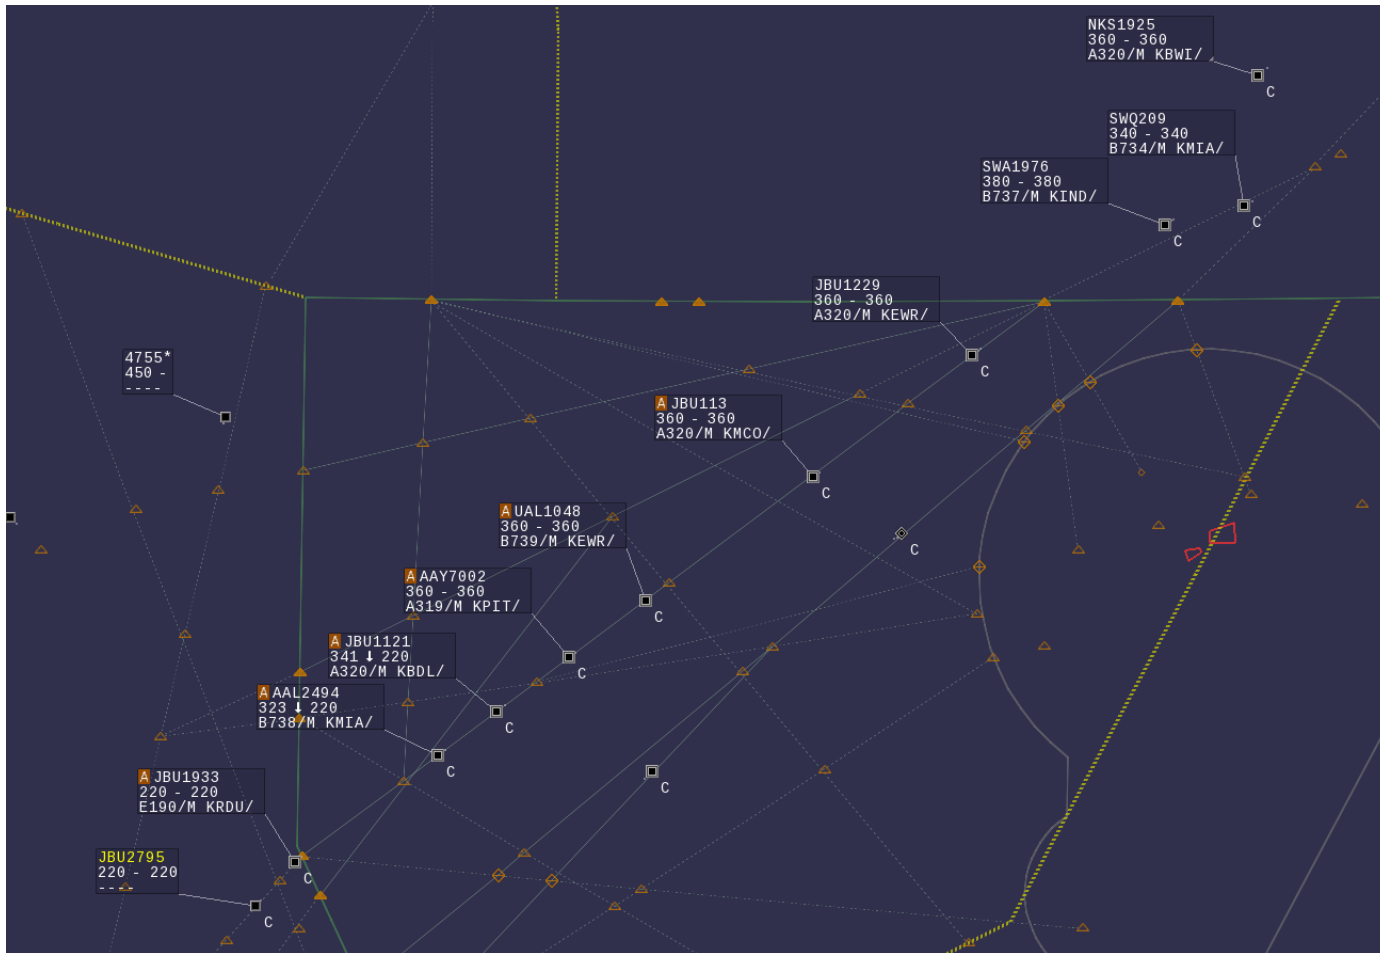 NKS1925
360 - 360
A320/M KBWI/
C
SWQ209
340 - 340
B734/M KMIA/
C
SWA1976
380 - 380
B737/M KIND/
C
JBU1229
360 - 360
A320/M KEWR/
C
4755*
450 -
----
A JBU113
360 - 360
A320/M KMCO/
C
A UAL1048
360 - 360
B739/M KEWR/
C
C
A AAY7002
360 - 360
A319/M KPIT/
C
A JBU1121
341 ↓ 220
A320/M KBDL/
C
A AAL2494
323 ↓ 220
B738/M KMIA/
C
C
A JBU1933
220 - 220
E190/M KRDU/
C
JBU2795
220 - 220
----
C